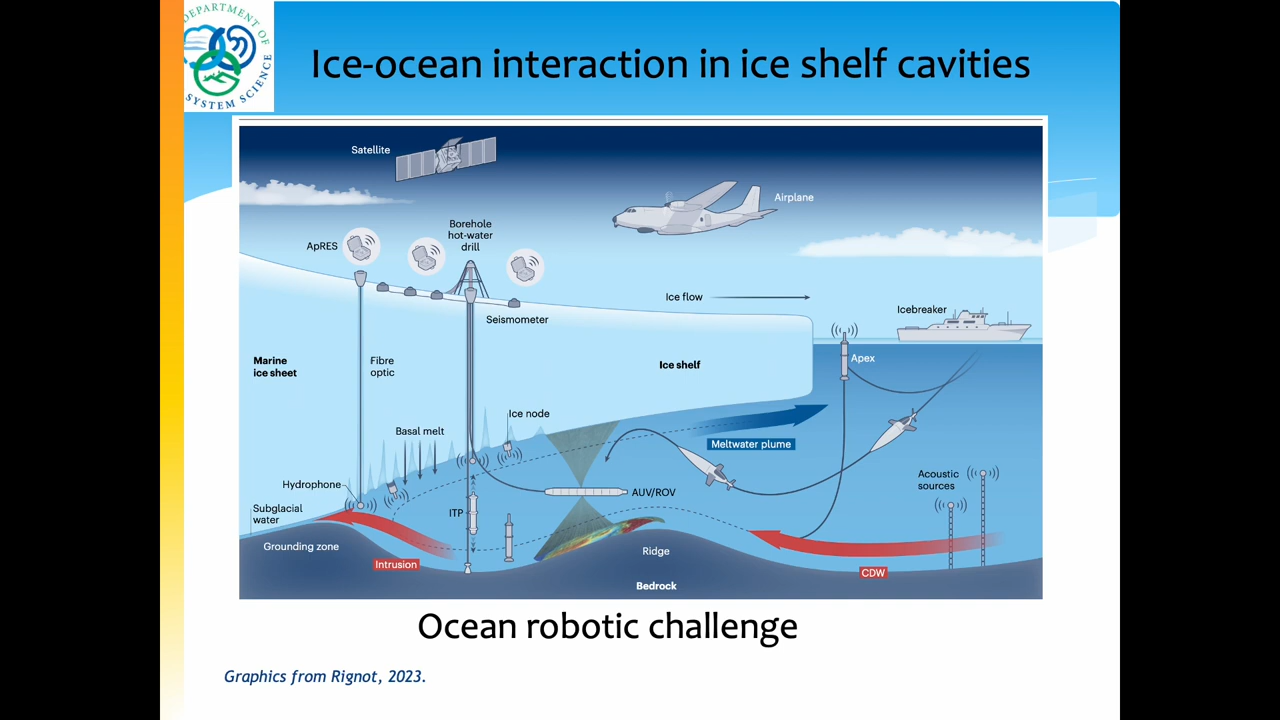 DEPARTMENT OF
SYSTEM SCIENCE
Ice-ocean interaction in ice shelf cavities
Satellite
Airplane
Borehole
hot-water
drill
ApRES
Ice flow
Icebreaker
Seismometer
Marine
ice sheet
Fibre
optic
Ice shelf
Apex
Ice node
Basal melt
Meltwater plume
Acoustic
sources
Hydrophone
AUV/ROV
Subglacial
water
ITP
Grounding zone
Ridge
Intrusion
CDW
Bedrock
Ocean robotic challenge
Graphics from Rignot, 2023.